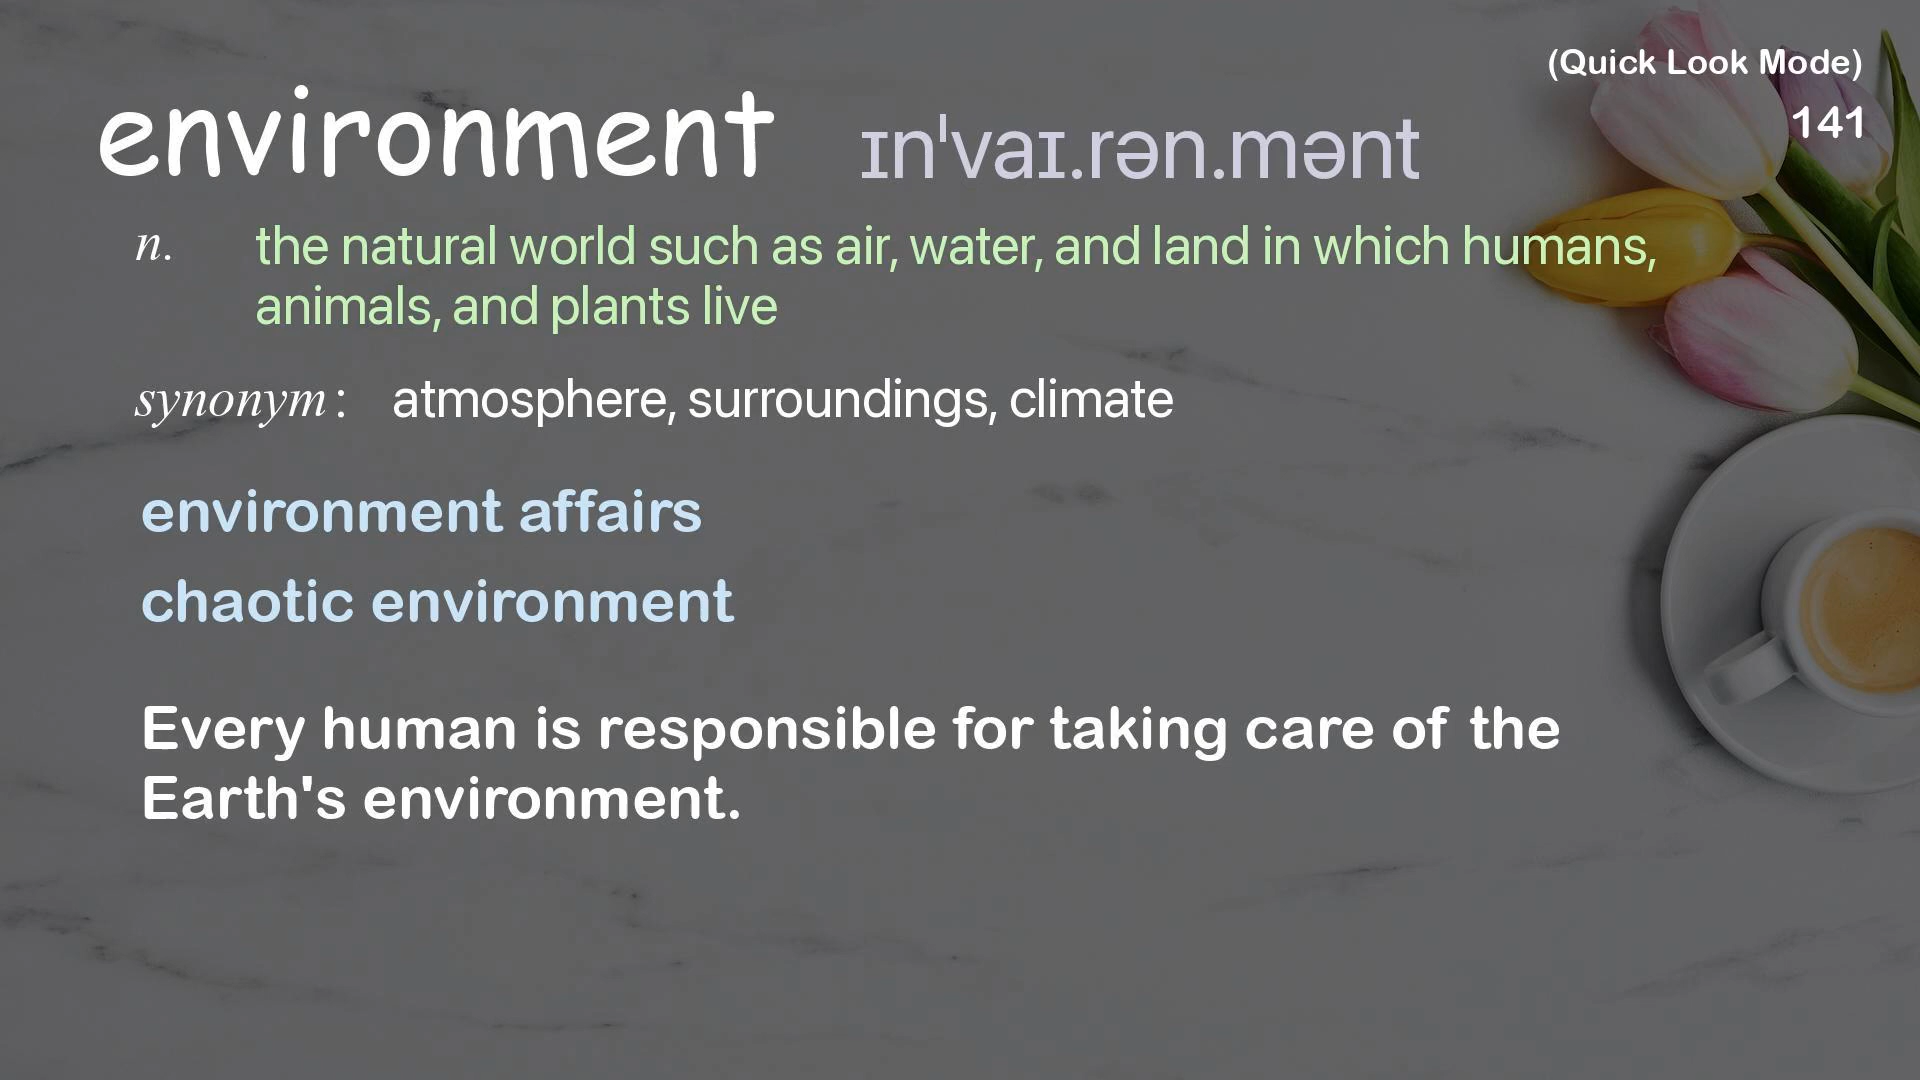 (Quick Look Mode)
environment ɪnˈvaɪ.rən.mənt 141
n. the natural world such as air, water, and land in which humans,
animals, and plants live
synonym : atmosphere, surroundings, climate
environment affairs
chaotic environment
Every human is responsible for taking care of the
Earth's environment.